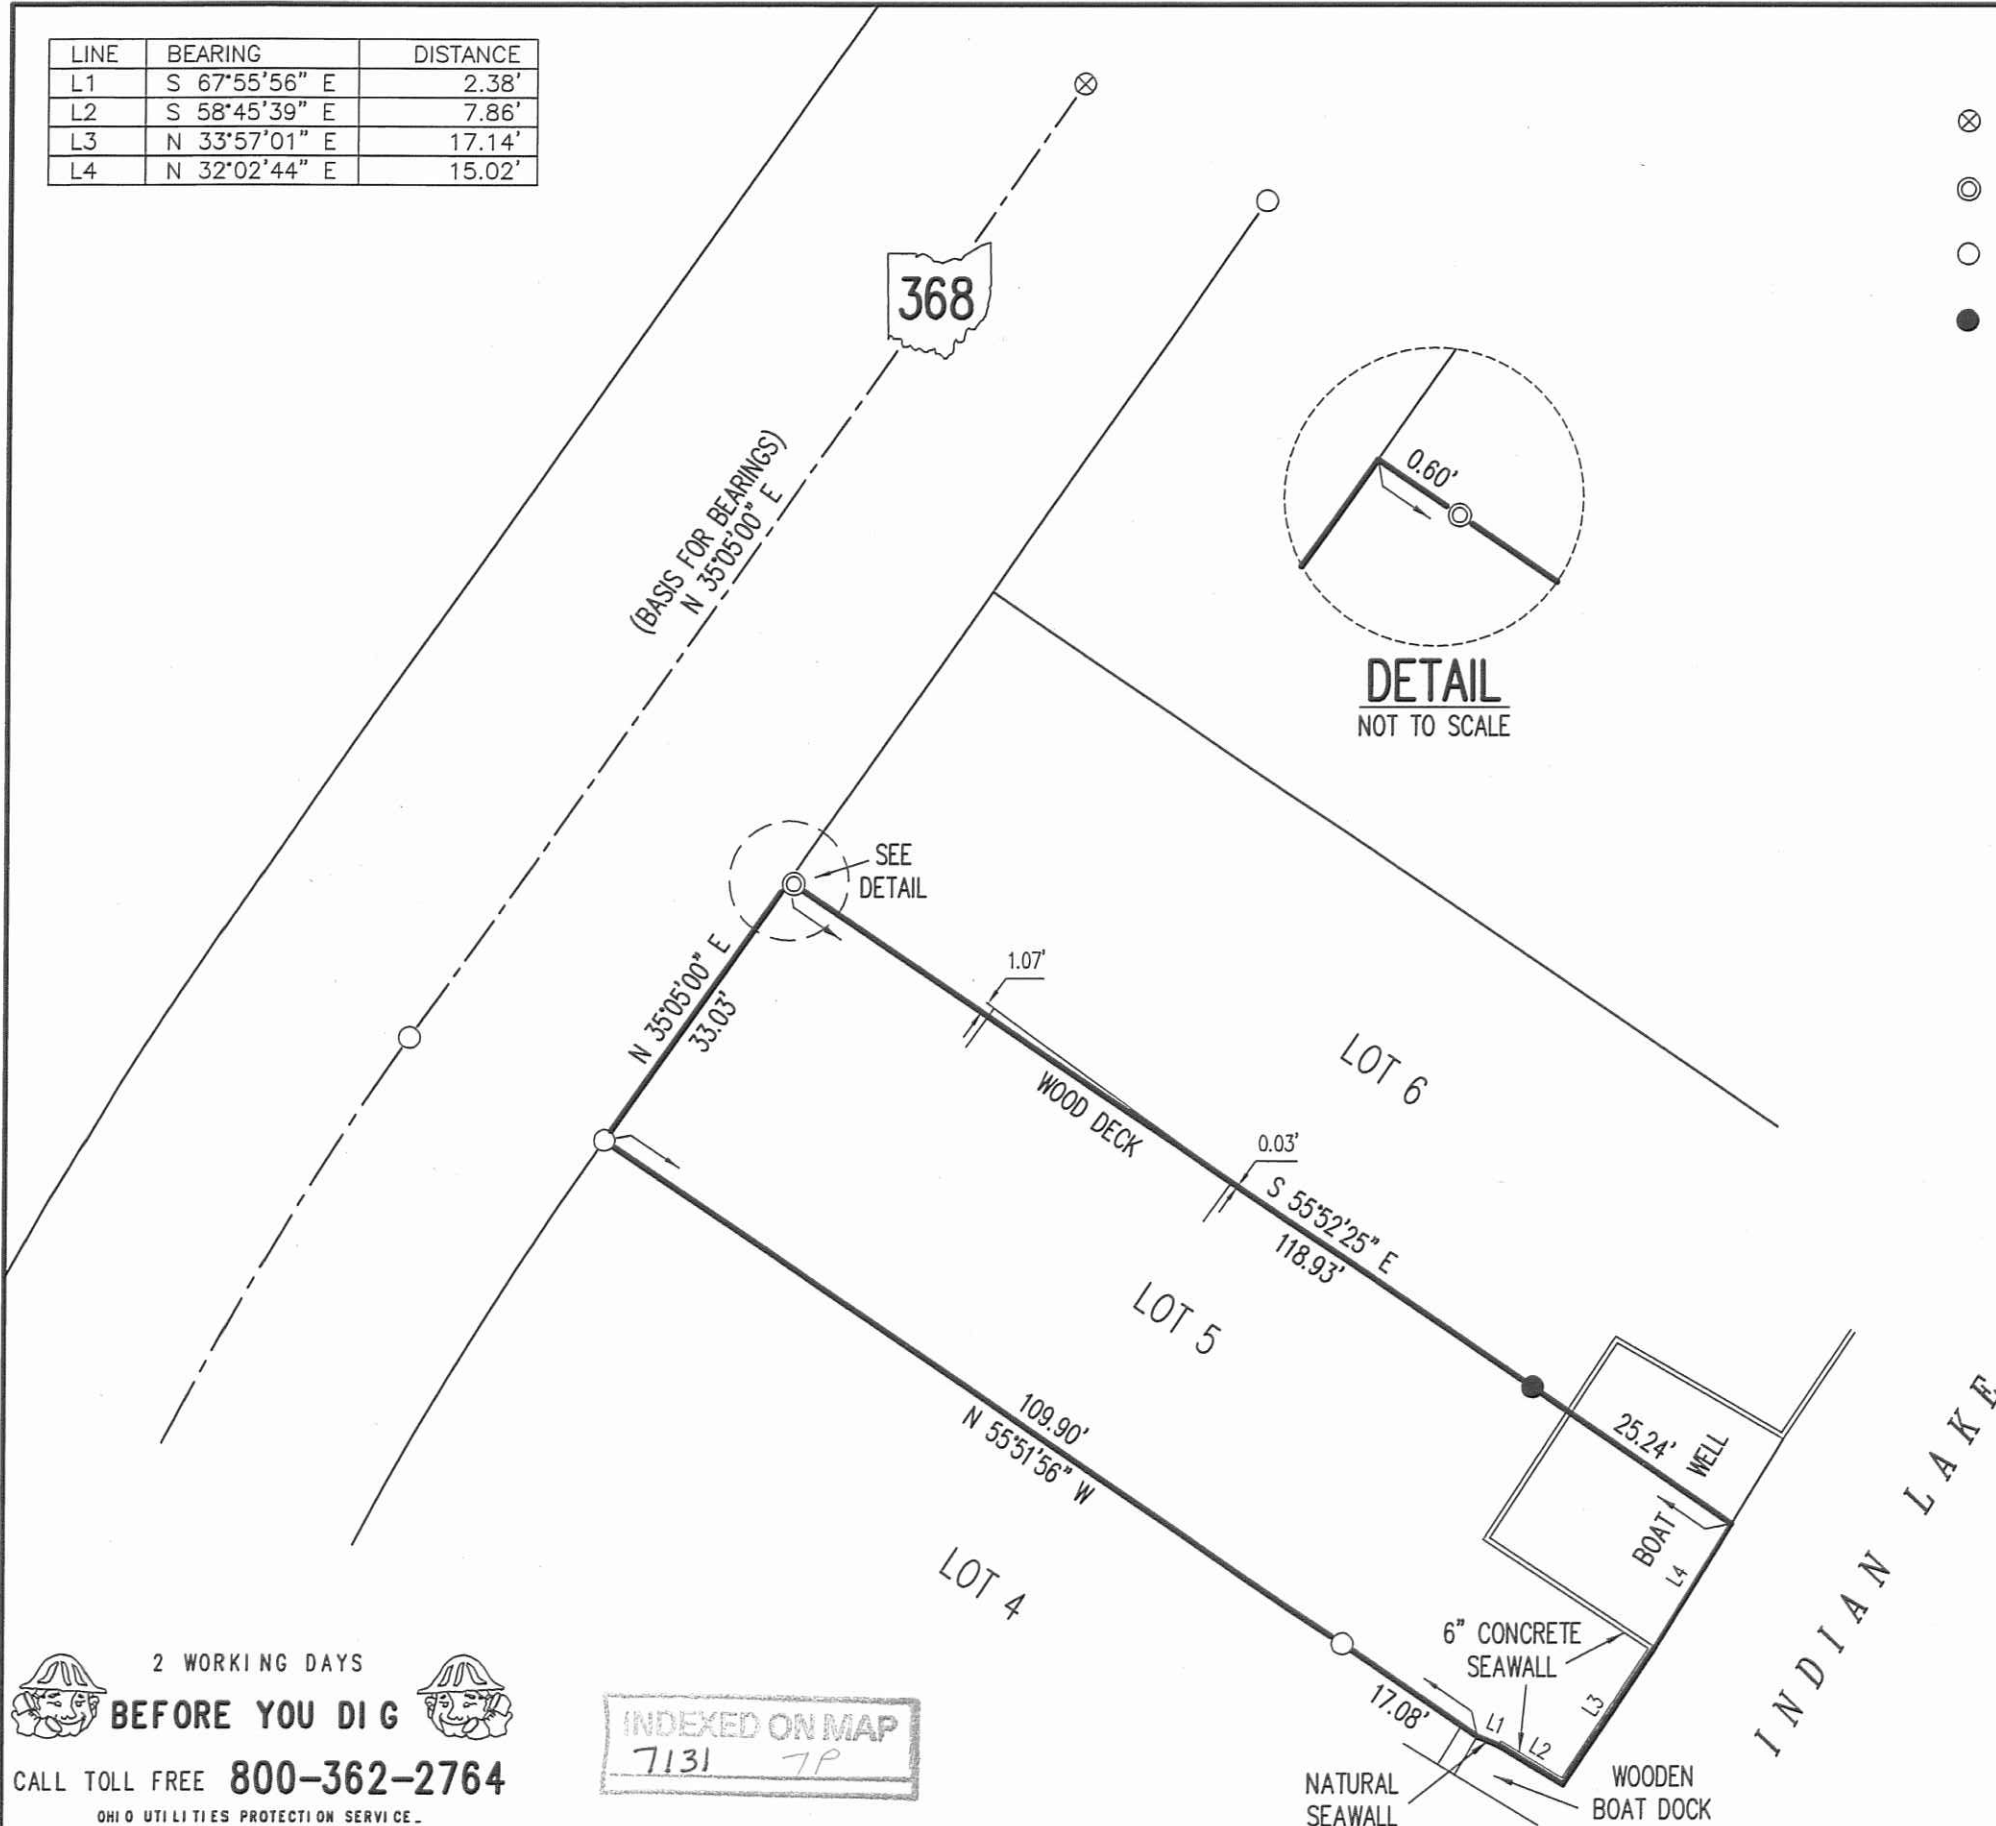 LINE BEARING DISTANCE
L1 S 67°55'56" E 2.38'
L2 S 58°45'39" E 7.86'
L3 N 33°57'01" E 17.14'
L4 N 32°02'44" E 15.02'
368
(BASIS FOR BEARINGS)
N 35°05'00" E
0.60'
DETAIL
NOT TO SCALE
SEE
DETAIL
N 35°05'00" E
33.03'
1.07'
WOOD DECK
LOT 6
0.03'
S 55°52'25" E
118.93'
LOT 5
109.90'
N 55°51'56" W
LOT 4
25.24'
BOAT WELL
L4
INDIAN LAKE
6" CONCRETE
SEAWALL
L3
17.08'
L1
L2
NATURAL
SEAWALL
WOODEN
BOAT DOCK
2 WORKING DAYS
BEFORE YOU DIG
CALL TOLL FREE 800-362-2764
OHIO UTILITIES PROTECTION SERVICE
INDEXED ON MAP
7131 7P